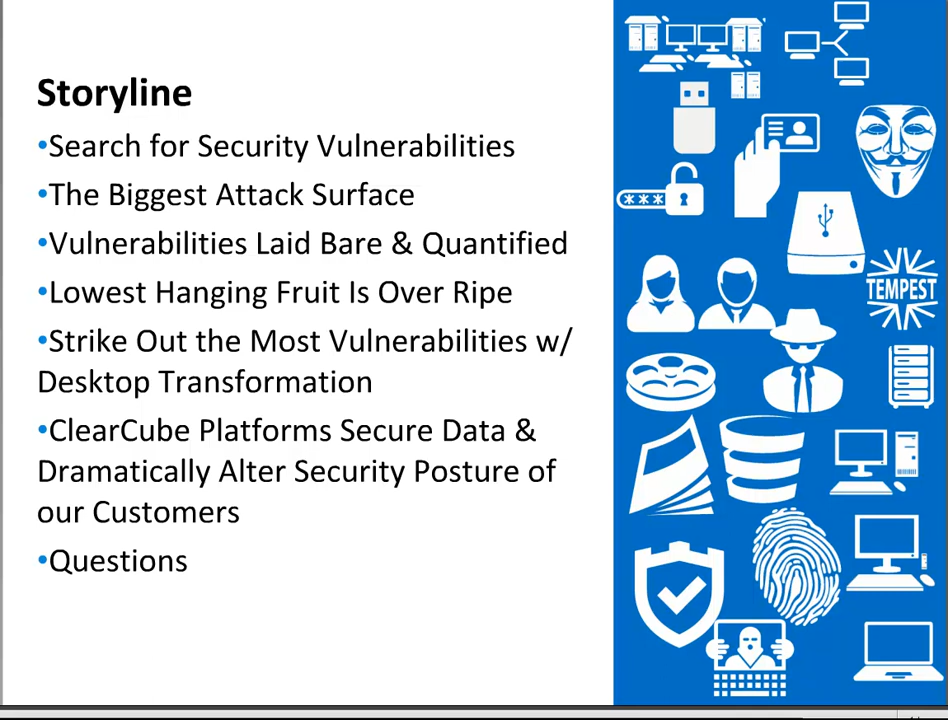 Storyline
•Search for Security Vulnerabilities
•The Biggest Attack Surface
•Vulnerabilities Laid Bare & Quantified
•Lowest Hanging Fruit Is Over Ripe
•Strike Out the Most Vulnerabilities w/
Desktop Transformation
•ClearCube Platforms Secure Data &
Dramatically Alter Security Posture of
our Customers
•Questions
***
TEMPEST